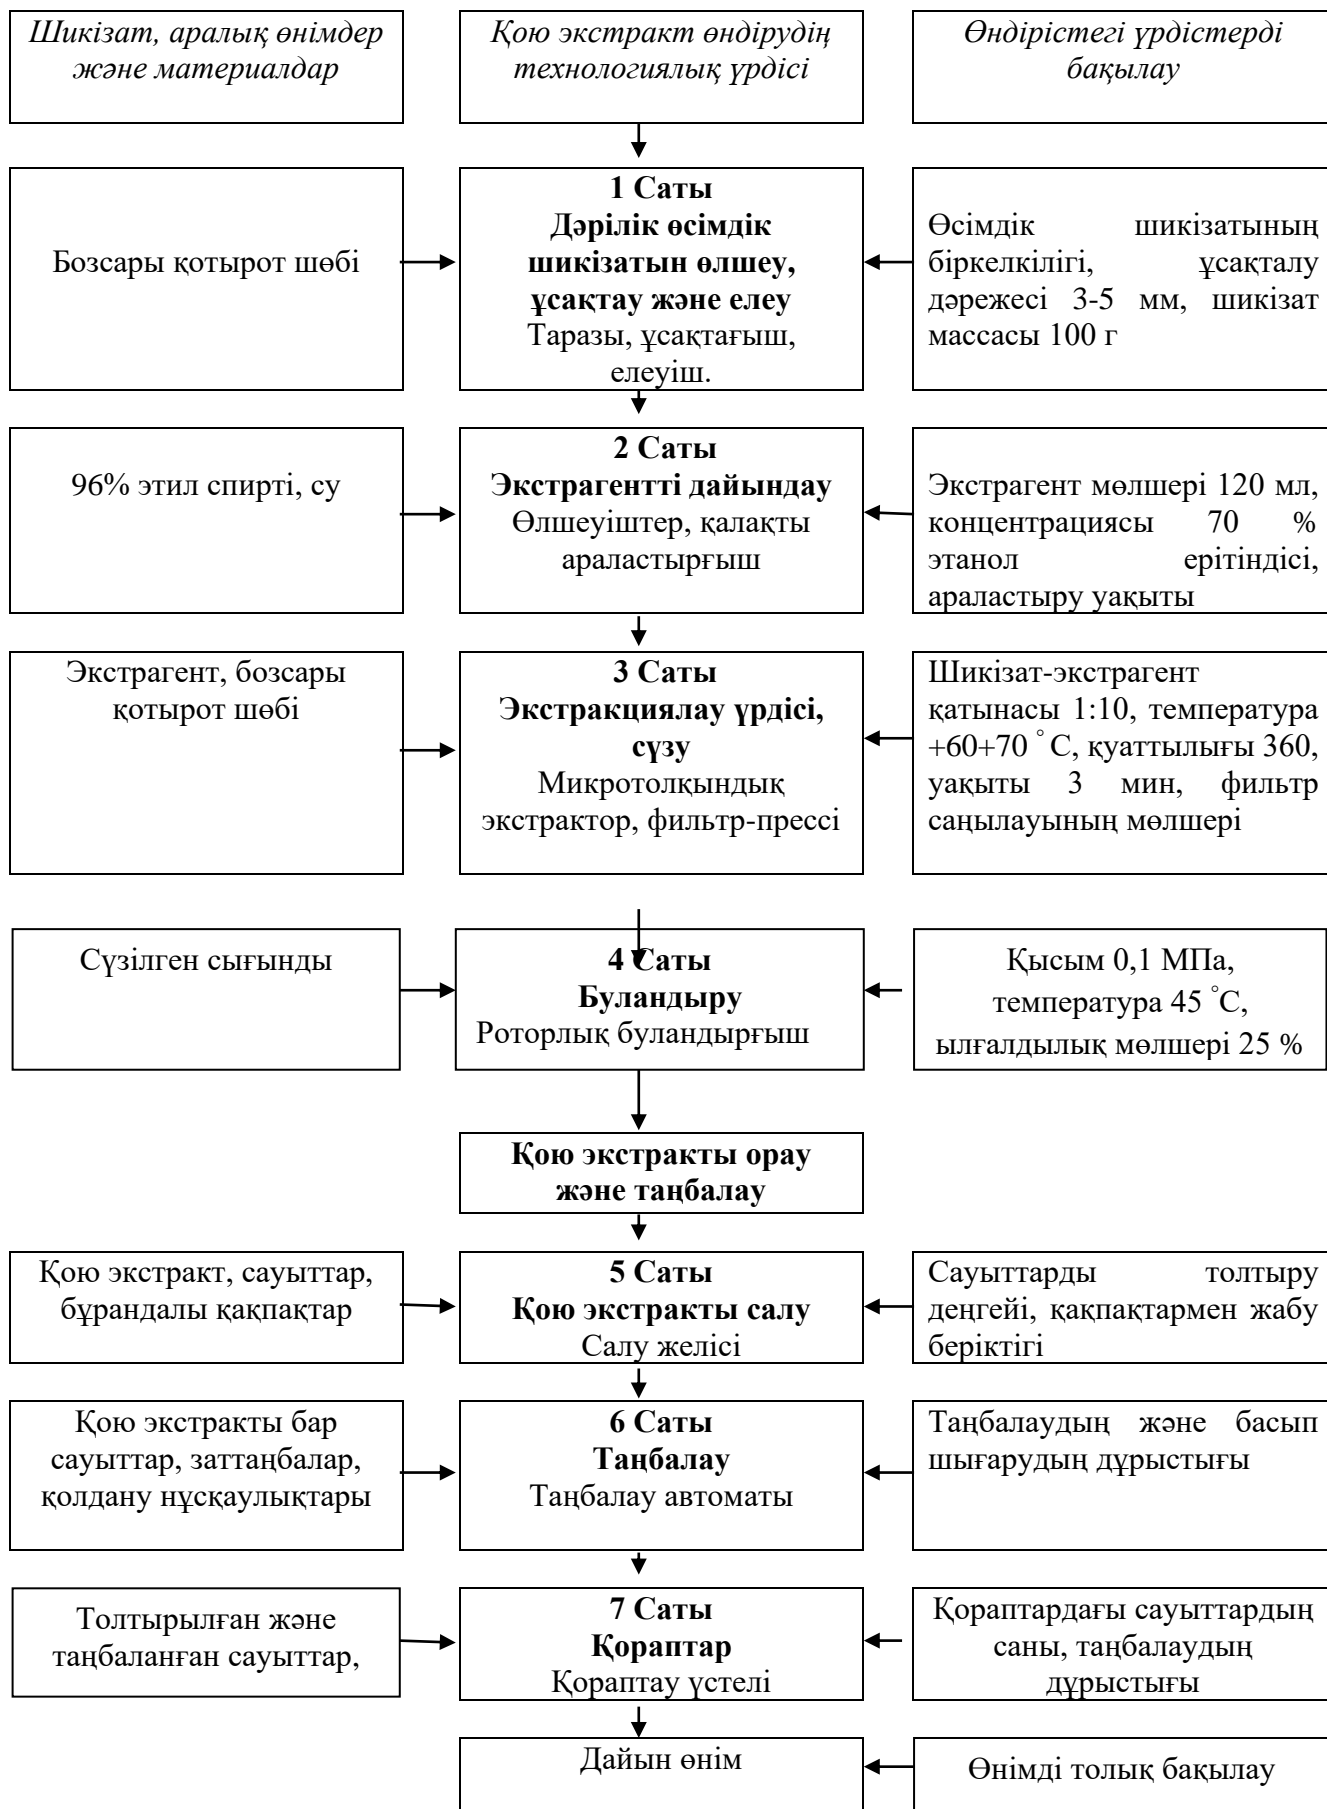 Шикізат, аралық өнімдер
және материалдар
Қою экстракт өндірудің
технологиялық үрдісі
Өндірістегі үрдістерді
бақылау
Бозсары қотырот шөбі
1 Саты
Дәрілік өсімдік
шикізатын өлшеу,
ұсақтау және елеу
Таразы, ұсақтағыш,
елеуіш.
Өсімдік шикізатының
біркелкілігі, ұсақталу
дәрежесі 3-5 мм, шикізат
массасы 100 г
96% этил спирті, су
2 Саты
Экстрагентті дайындау
Өлшеуіштер, қалақты
араластырғыш
Экстрагент мөлшері 120 мл,
концентрациясы 70 %
этанол ерітіндісі,
араластыру уақыты
Экстрагент, бозсары
қотырот шөбі
3 Саты
Экстракциялау үрдісі,
сүзу
Микротолқындық
экстрактор, фильтр-прессі
Шикізат-экстрагент
қатынасы 1:10, температура
+60+70 °С, қуаттылығы 360,
уақыты 3 мин, фильтр
саңылауының мөлшері
Сүзілген сығынды
4 Саты
Буландыру
Роторлық буландырғыш
Қысым 0,1 МПа,
температура 45 °С,
ылғалдылық мөлшері 25 %
Қою экстракты орау
және таңбалау
Қою экстракт, сауыттар,
бұрандалы қақпақтар
5 Саты
Қою экстракты салу
Салу желісі
Сауыттарды толтыру
деңгейі, қақпақтармен жабу
беріктігі
Қою экстракты бар
сауыттар, заттаңбалар,
қолдану нұсқаулықтары
6 Саты
Таңбалау
Таңбалау автоматы
Таңбалаудың және басып
шығарудың дұрыстығы
Толтырылған және
таңбаланған сауыттар,
7 Саты
Қораптар
Қораптау үстелі
Қораптардағы сауыттардың
саны, таңбалаудың
дұрыстығы
Дайын өнім
Өнімді толық бақылау